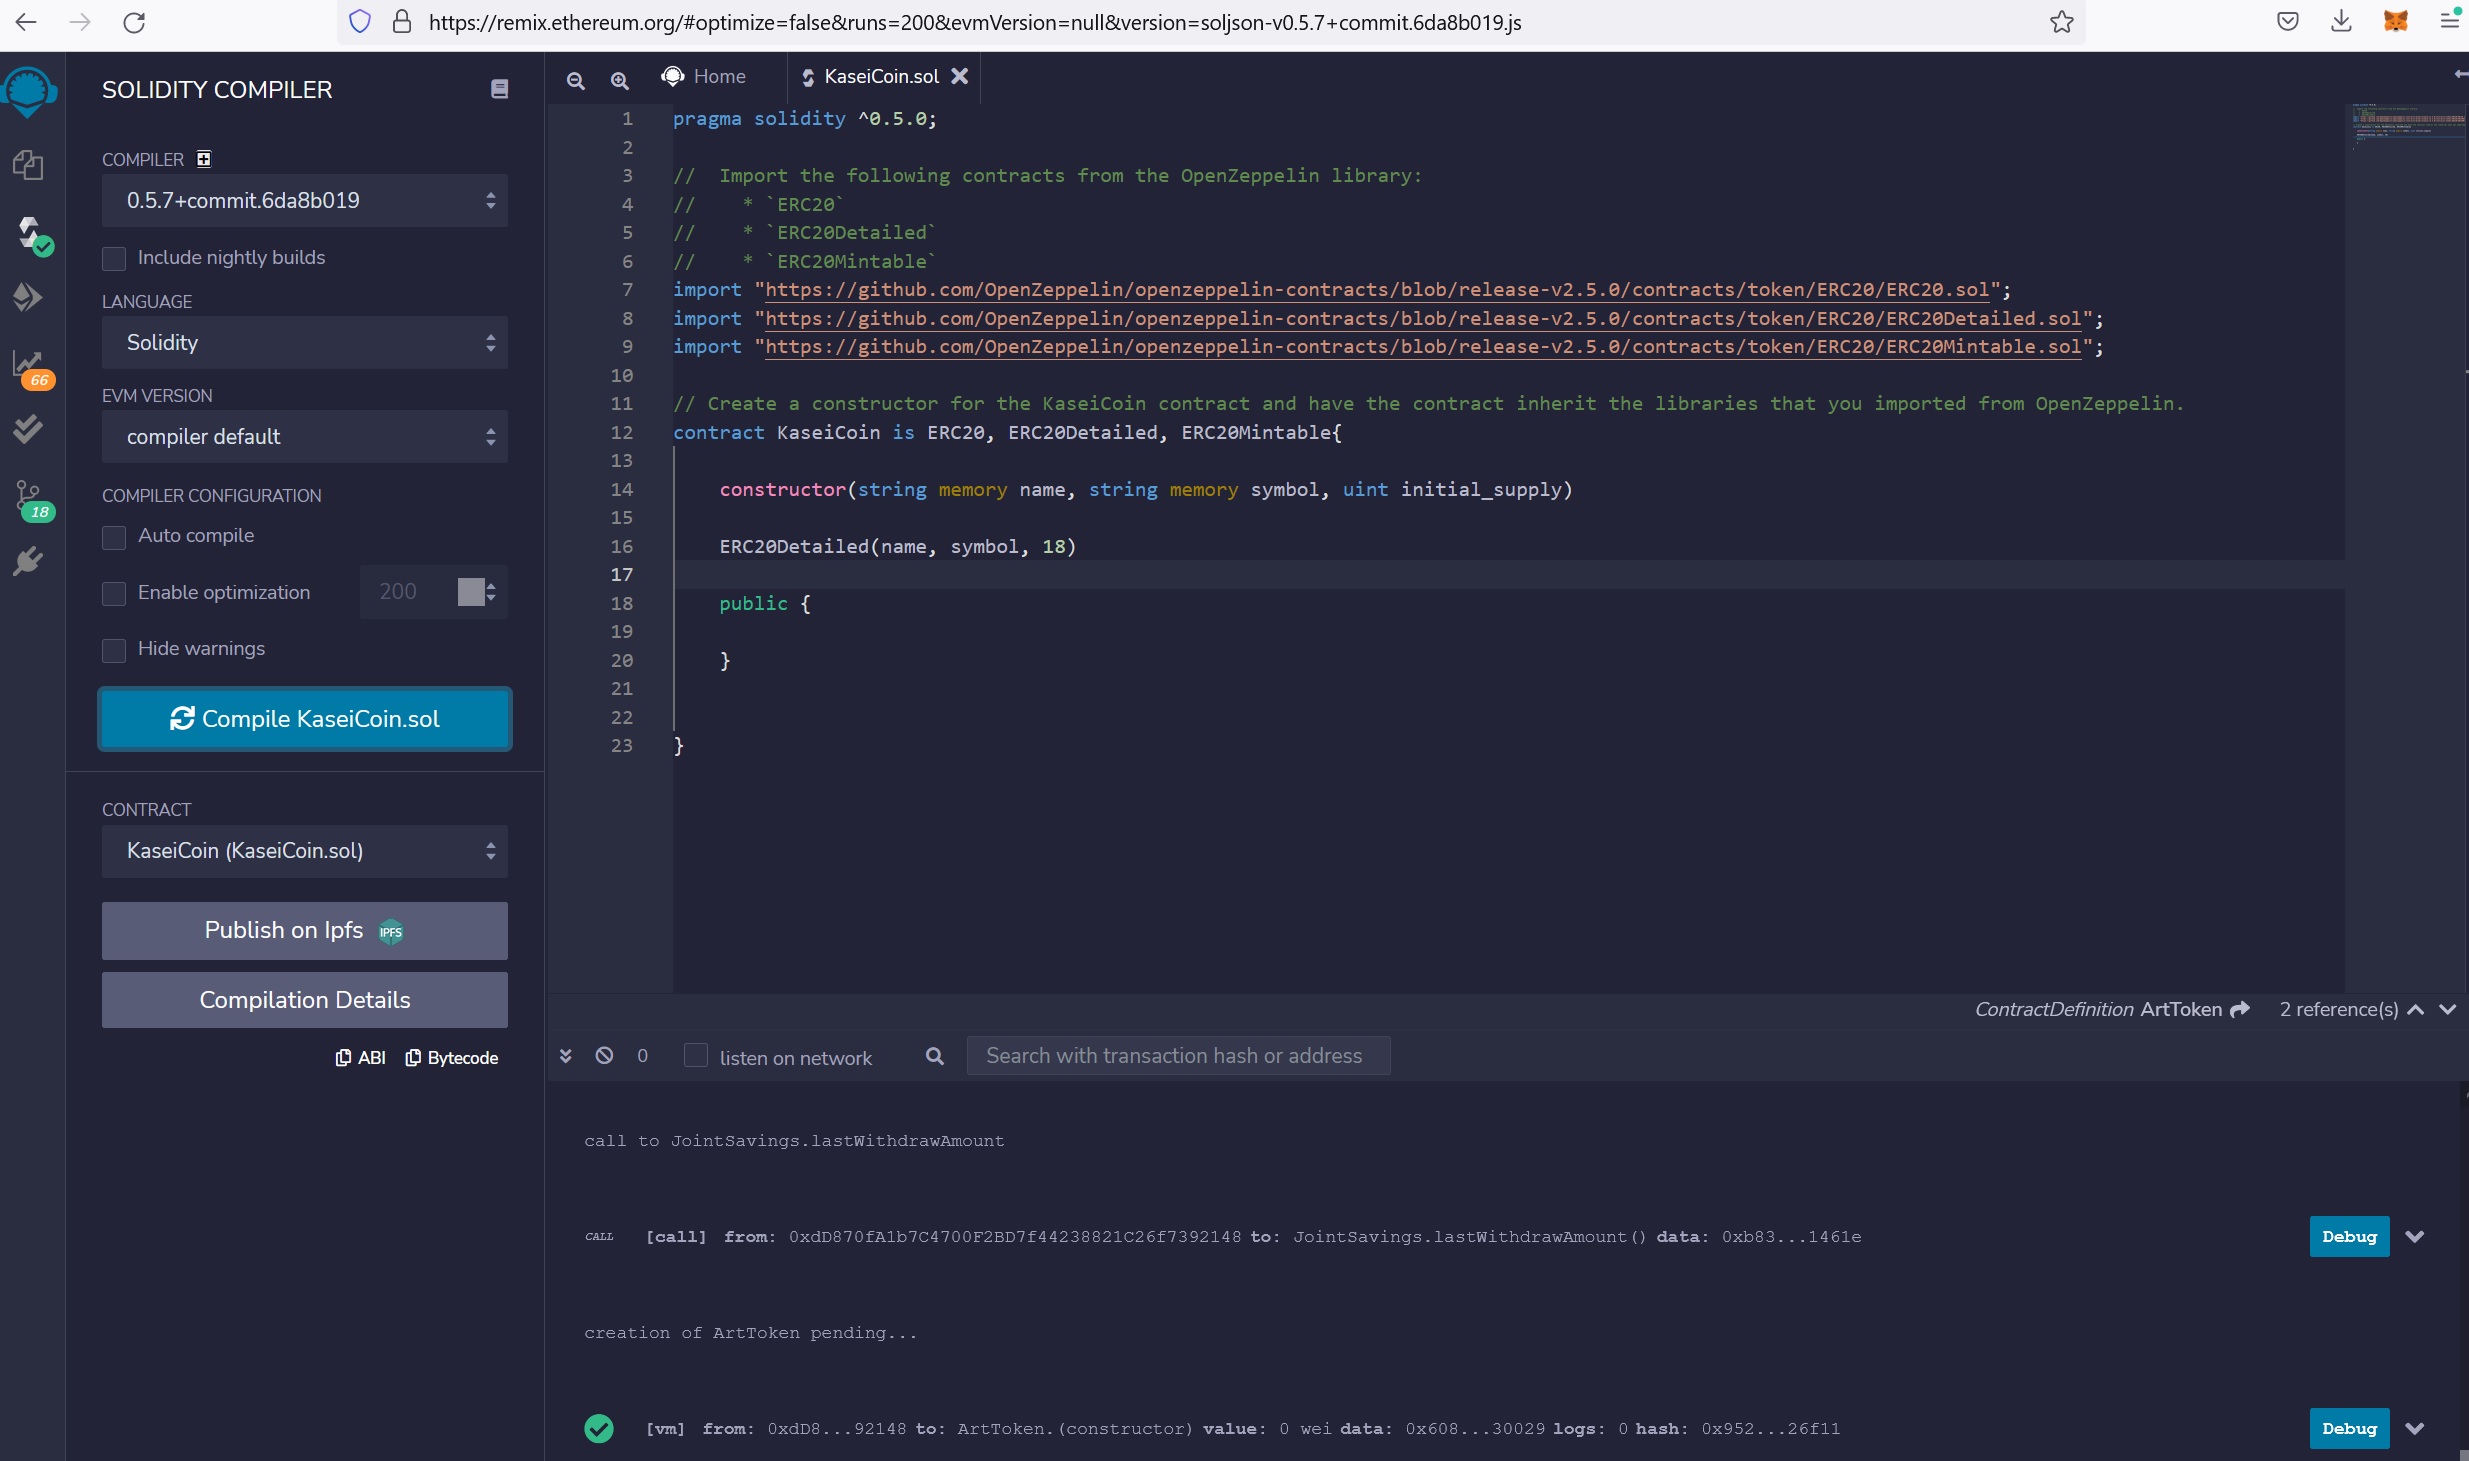 https://remix.ethereum.org/#optimize=false&runs=200&evmVersion=null&version=soljson-v0.5.7+commit.6da8b019.js
SOLIDITY COMPILER
COMPILER
0.5.7+commit.6da8b019
Include nightly builds
LANGUAGE
Solidity
EVM VERSION
compiler default
COMPILER CONFIGURATION
Auto compile
Enable optimization 200
Hide warnings
Compile KaseiCoin.sol
CONTRACT
KaseiCoin (KaseiCoin.sol)
Publish on Ipfs IPFS
Compilation Details
ABI Bytecode
66
18
Home KaseiCoin.sol
1 pragma solidity ^0.5.0;
2
3 //  Import the following contracts from the OpenZeppelin library:
4 //    * `ERC20`
5 //    * `ERC20Detailed`
6 //    * `ERC20Mintable`
7 import "https://github.com/OpenZeppelin/openzeppelin-contracts/blob/release-v2.5.0/contracts/token/ERC20/ERC20.sol";
8 import "https://github.com/OpenZeppelin/openzeppelin-contracts/blob/release-v2.5.0/contracts/token/ERC20/ERC20Detailed.sol";
9 import "https://github.com/OpenZeppelin/openzeppelin-contracts/blob/release-v2.5.0/contracts/token/ERC20/ERC20Mintable.sol";
10
11 // Create a constructor for the KaseiCoin contract and have the contract inherit the libraries that you imported from OpenZeppelin.
12 contract KaseiCoin is ERC20, ERC20Detailed, ERC20Mintable{
13
14     constructor(string memory name, string memory symbol, uint initial_supply)
15
16     ERC20Detailed(name, symbol, 18)
17
18     public {
19
20     }
21
22
23 }
ContractDefinition ArtToken 2 reference(s)
0 listen on network Search with transaction hash or address
call to JointSavings.lastWithdrawAmount
CALL [call] from: 0xdD870fA1b7C4700F2BD7f44238821C26f7392148 to: JointSavings.lastWithdrawAmount() data: 0xb83...1461e Debug
creation of ArtToken pending...
[vm] from: 0xdD8...92148 to: ArtToken.(constructor) value: 0 wei data: 0x608...30029 logs: 0 hash: 0x952...26f11 Debug